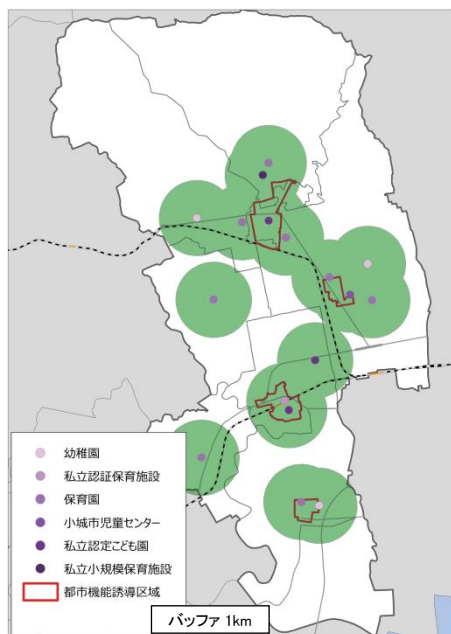 幼稚園
私立認証保育施設
保育園
小城市児童センター
私立認定こども園
私立小規模保育施設
都市機能誘導区域
バッファ 1km